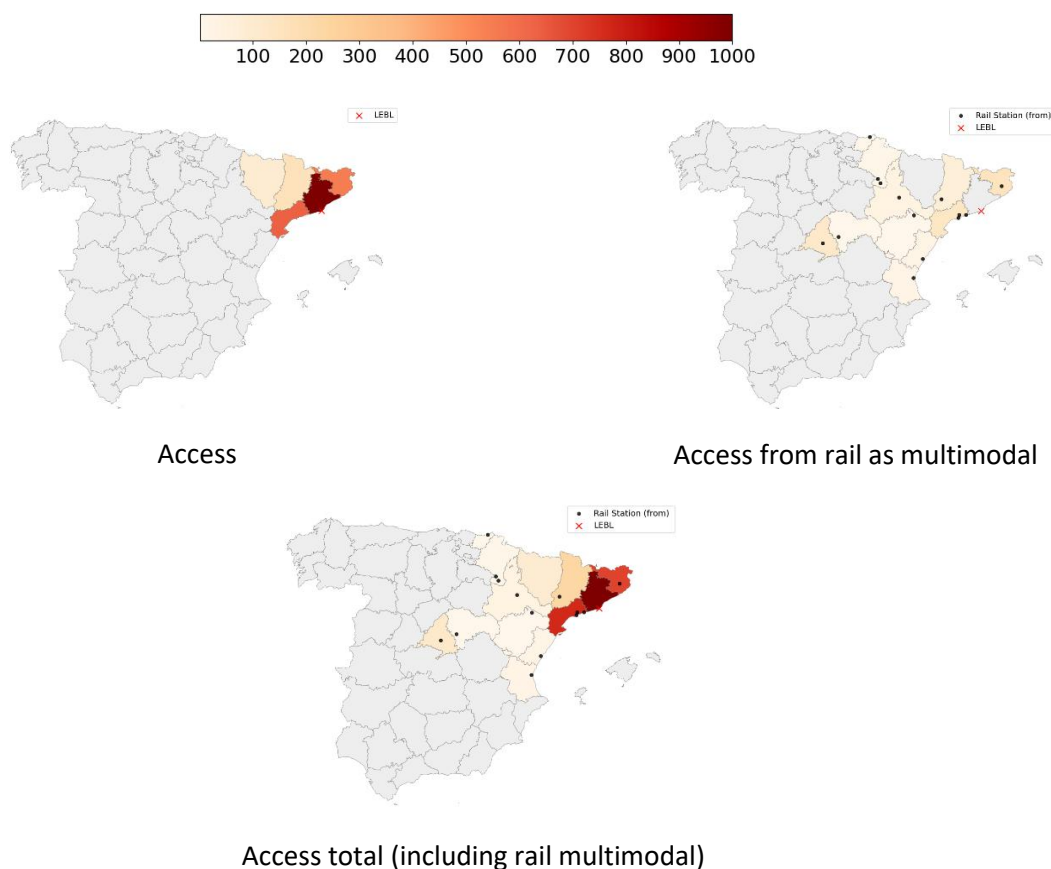 100 200 300 400 500 600 700 800 900 1000
LEBL
Rail Station (from)
LEBL
Access
Access from rail as multimodal
Rail Station (from)
LEBL
Access total (including rail multimodal)